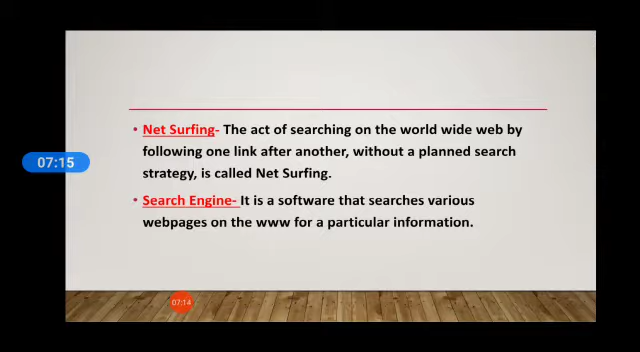 • Net Surfing- The act of searching on the world wide web by
following one link after another, without a planned search
strategy, is called Net Surfing.
07:15
• Search Engine- It is a software that searches various
webpages on the www for a particular information.
07:14